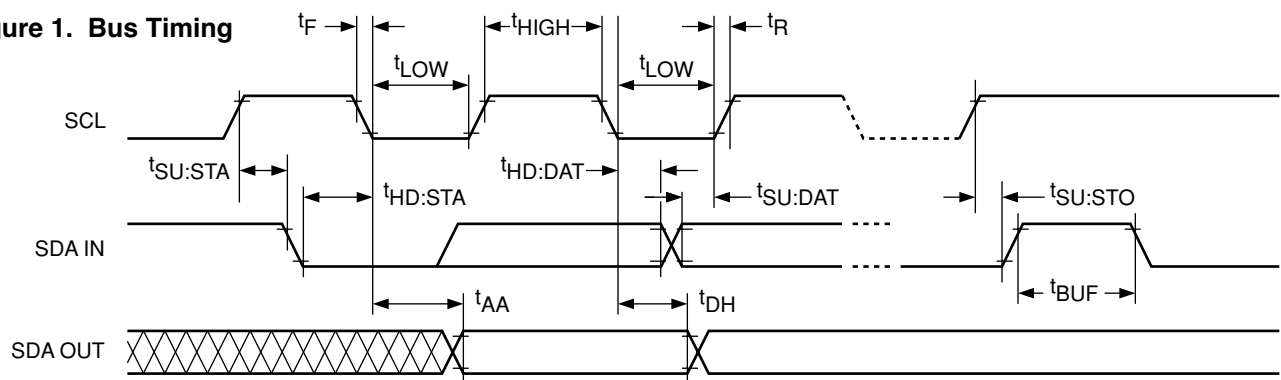 gure 1. Bus Timing
tF
tHIGH
tR
tLOW
tLOW
SCL
tSU:STA
tHD:STA
tHD:DAT
tSU:DAT
tSU:STO
SDA IN
tAA
tDH
tBUF
SDA OUT